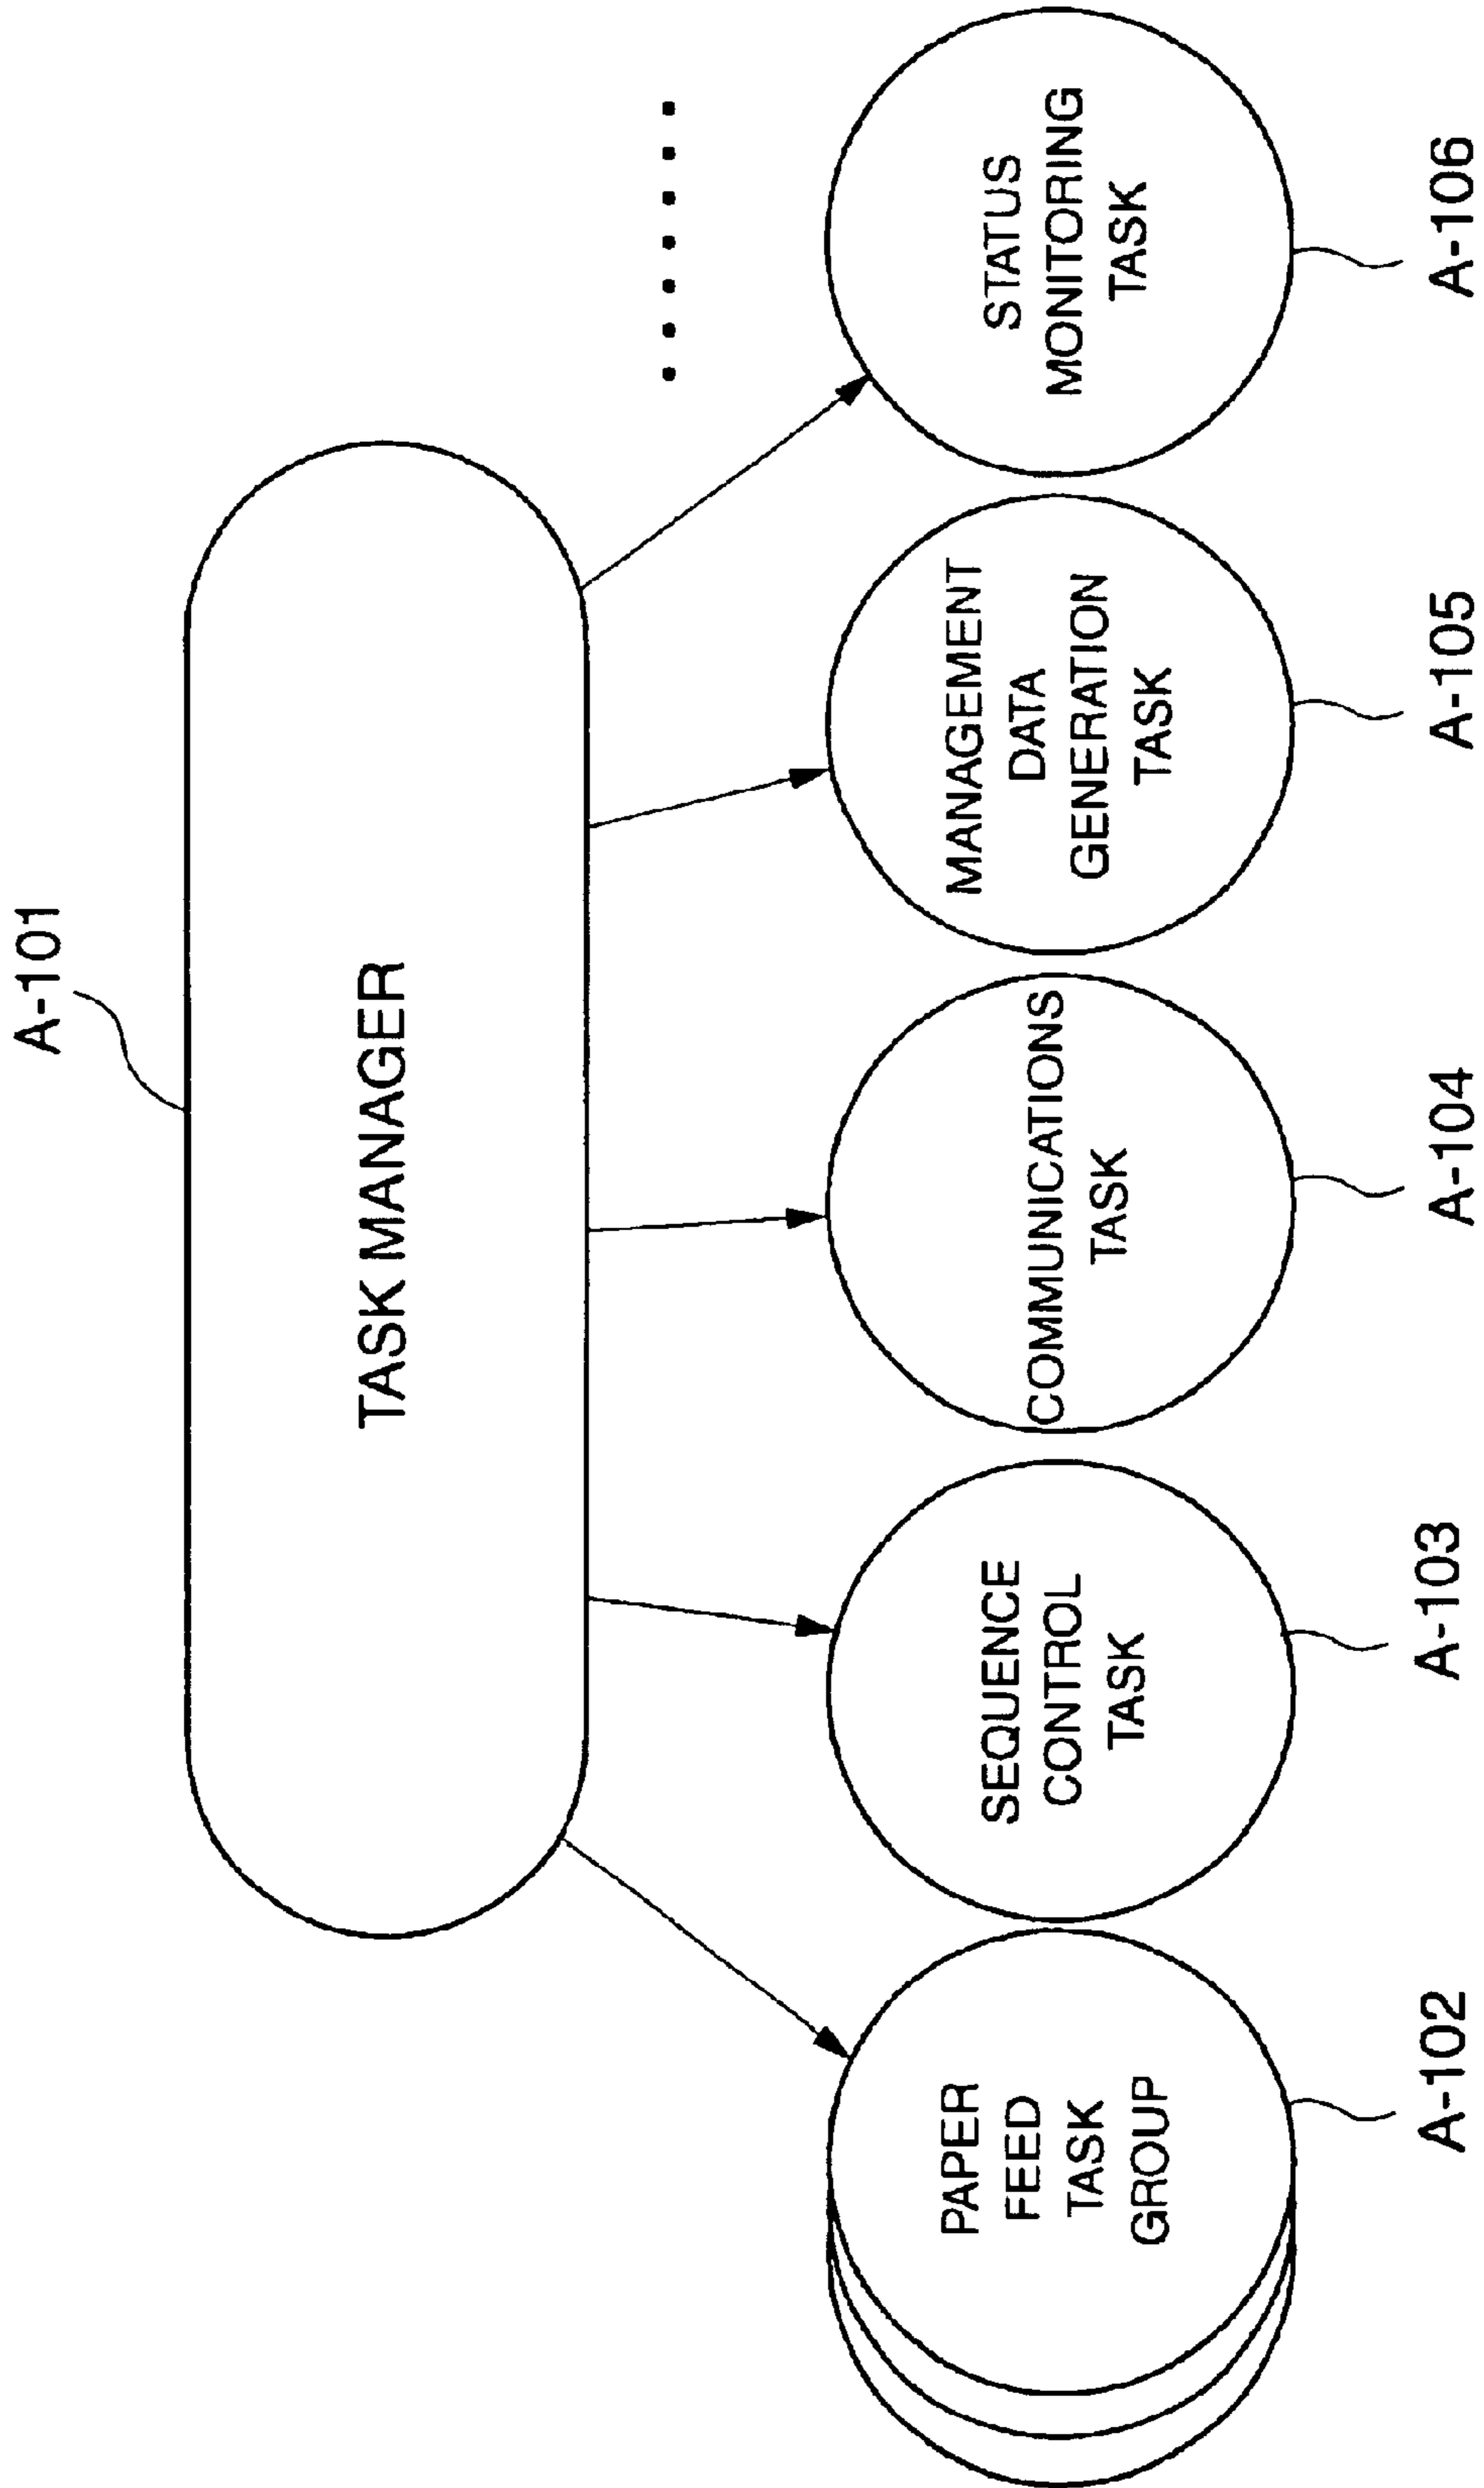 A-101
TASK MANAGER
PAPER
FEED
TASK
GROUP
SEQUENCE
CONTROL
TASK
COMMUNICATIONS
TASK
MANAGEMENT
DATA
GENERATION
TASK
STATUS
MONITORING
TASK
A-102
A-103
A-104
A-105
A-106